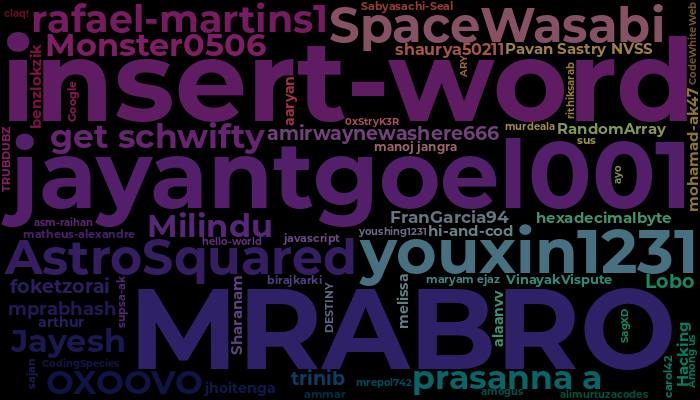 claq!
rafael-martins1
Sabyasachi-Seal
SpaceWasabi
CodeWhite Web
Monster0506
shaurya50211
Pavan Sastry NVSS
benzlokzik
insert-word
ARY
Google
aaryan
rithiksarab
mohamad ak47
0xStryK3R
murdeala
RandomArray
TRUBDUBZ
get schwifty
amirwaynewashere666
manoj jangra
sus
jayantgoel001
ayo
asm-raihan
Milindu
FranGarcia94
hexadecimalbyte
matheus-alexandre
hello-world
javascript
youshing1231
hi-and-cod
AstroSquared
youxin1231
foketzorai
supsa-ak
Sharanam
birajkarki
DESTINY
melissa
maryam ejaz
VinayakVispute
Lobo
mprabhash
arthur
MRABRO
alaanvv
SagXD
Jayesh
CodingSpecies
sajan
oxoovo
jhoitenga
trinib
ammar
mrepol742
prasanna a
amogus
alimurtuzacodes
carol42
Hacking
Among us